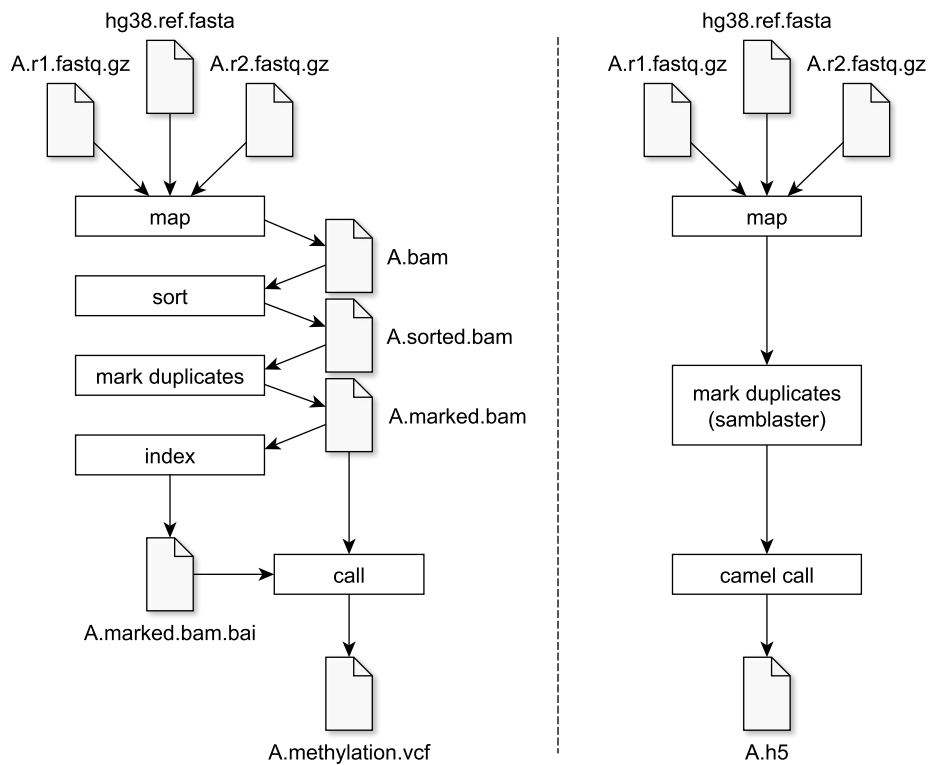 hg38.ref.fasta
A.r1.fastq.gz
A.r2.fastq.gz
map
A.bam
sort
A.sorted.bam
mark duplicates
A.marked.bam
index
call
A.marked.bam.bai
A.methylation.vcf
hg38.ref.fasta
A.r1.fastq.gz
A.r2.fastq.gz
map
mark duplicates
(samblaster)
camel call
A.h5